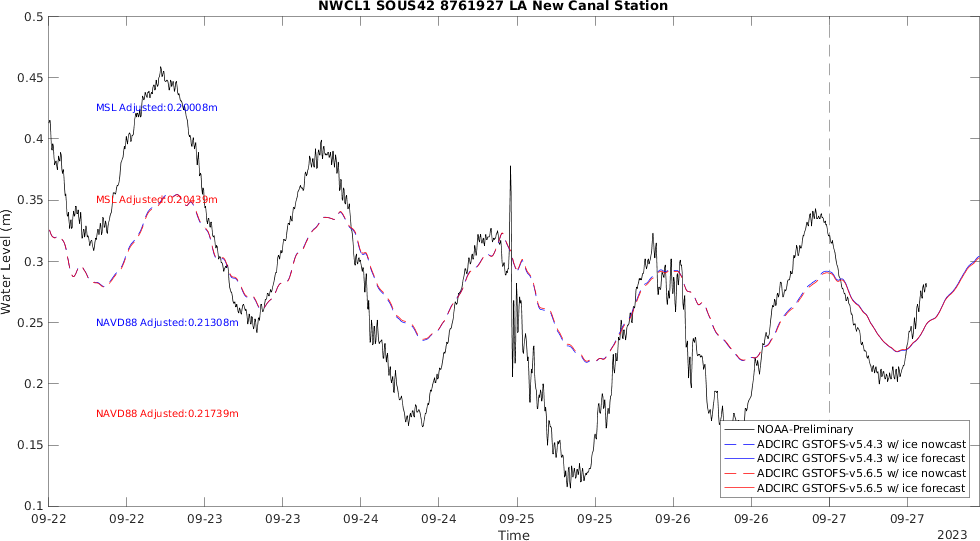 NWCL1 SOUS42 8761927 LA New Canal Station
0.5
0.45
0.4
0.35
0.3
0.25
0.2
0.15
0.1
Water Level (m)
MSL Adjusted:0.20008m
MSL Adjusted:0.20439m
NAVD88 Adjusted:0.21308m
NAVD88 Adjusted:0.21739m
NOAA-Preliminary
ADCIRC GSTOFS-v5.4.3 w/ ice nowcast
ADCIRC GSTOFS-v5.4.3 w/ ice forecast
ADCIRC GSTOFS-v5.6.5 w/ ice nowcast
ADCIRC GSTOFS-v5.6.5 w/ ice forecast
09-22 09-22 09-23 09-23 09-24 09-24 09-25 09-25 09-26 09-26 09-27 09-27
Time
2023